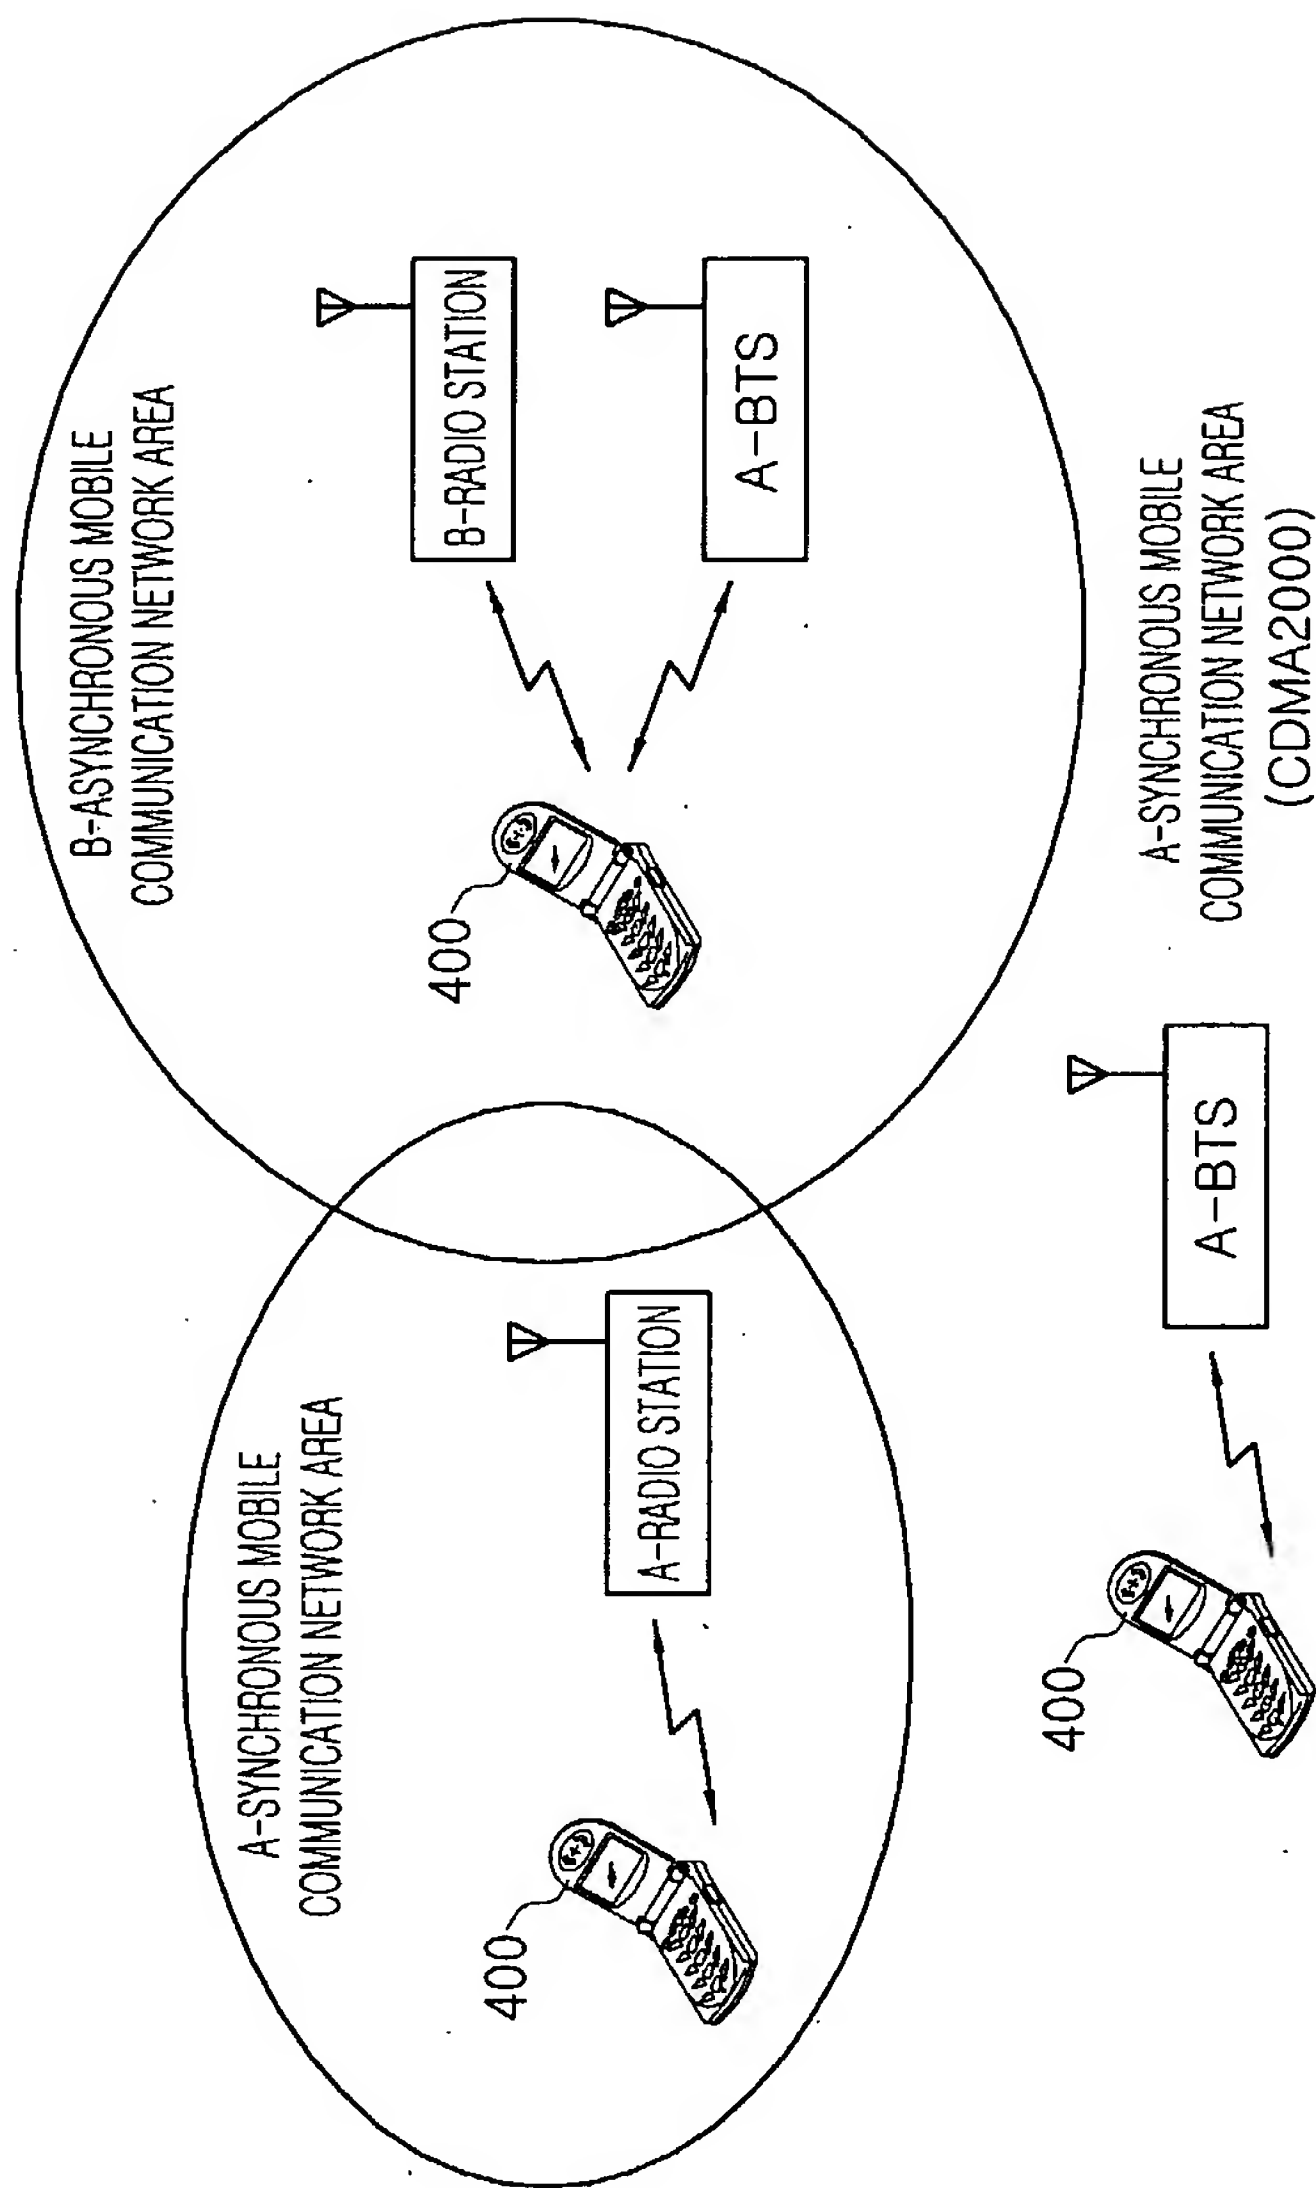 B-ASYNCHRONOUS MOBILE
COMMUNICATION NETWORK AREA
A-SYNCHRONOUS MOBILE
COMMUNICATION NETWORK AREA
B-RADIO STATION
400
A-BTS
A-RADIO STATION
400
A-SYNCHRONOUS MOBILE
COMMUNICATION NETWORK AREA
(CDMA2000)
400
A-BTS